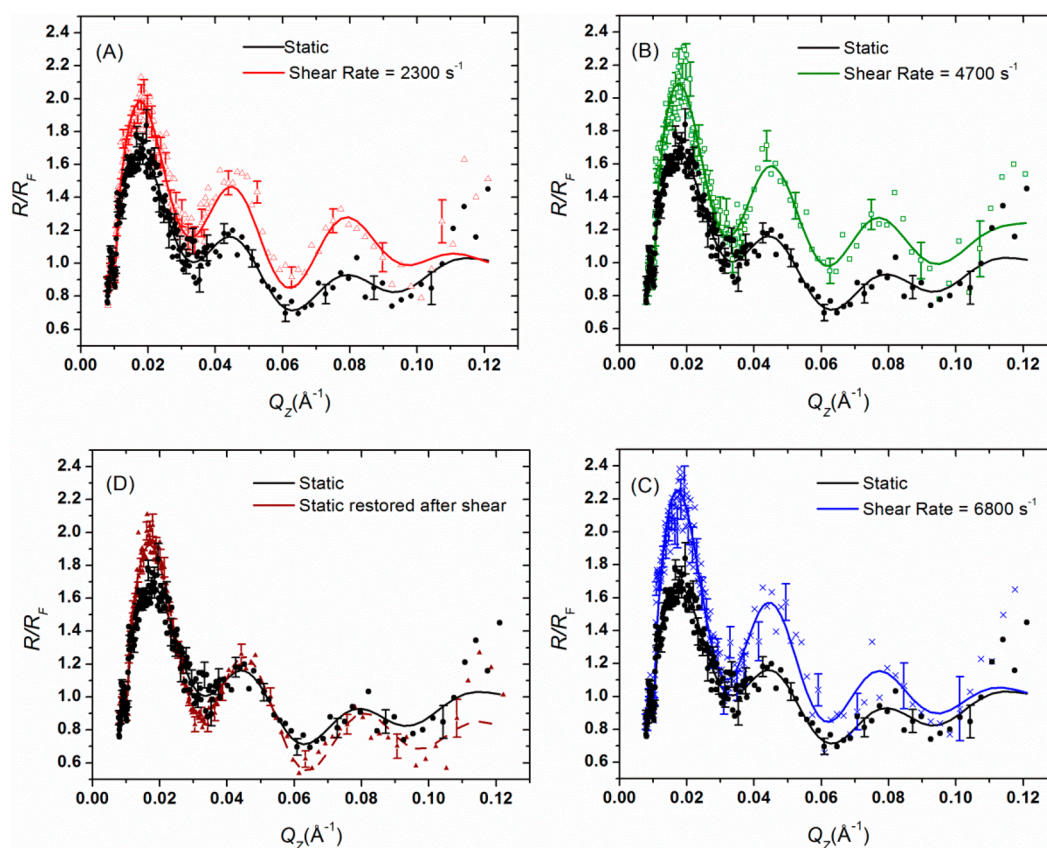 (A)
Static
Shear Rate = 2300 s⁻¹
R/R_F
2.4
2.2
2.0
1.8
1.6
1.4
1.2
1.0
0.8
0.6
0.00 0.02 0.04 0.06 0.08 0.10 0.12
Q_Z(Å⁻¹)
(B)
Static
Shear Rate = 4700 s⁻¹
R/R_F
2.4
2.2
2.0
1.8
1.6
1.4
1.2
1.0
0.8
0.6
0.00 0.02 0.04 0.06 0.08 0.10 0.12
Q_Z(Å⁻¹)
(D)
Static
Static restored after shear
R/R_F
2.4
2.2
2.0
1.8
1.6
1.4
1.2
1.0
0.8
0.6
0.00 0.02 0.04 0.06 0.08 0.10 0.12
Q_Z(Å⁻¹)
(C)
Static
Shear Rate = 6800 s⁻¹
R/R_F
2.4
2.2
2.0
1.8
1.6
1.4
1.2
1.0
0.8
0.6
0.00 0.02 0.04 0.06 0.08 0.10 0.12
Q_Z(Å⁻¹)